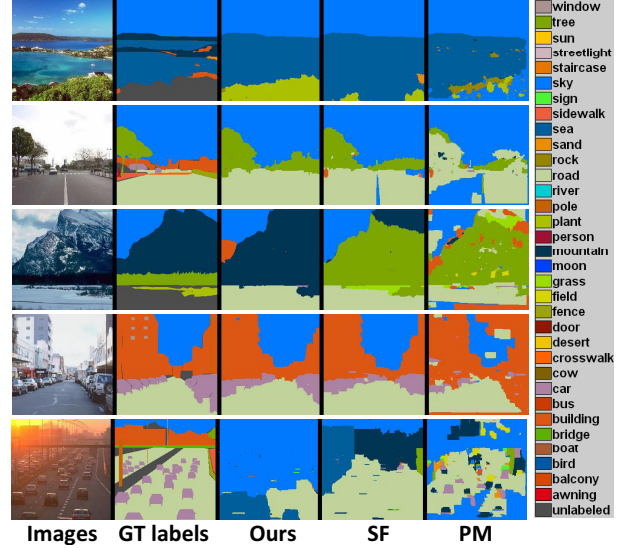 window
tree
sun
streetlight
staircase
sky
sign
sidewalk
sea
sand
rock
road
river
pole
plant
person
mountain
moon
grass
field
fence
door
desert
crosswalk
cow
car
bus
building
bridge
boat
bird
balcony
awning
unlabeled
Images GT labels Ours SF PM